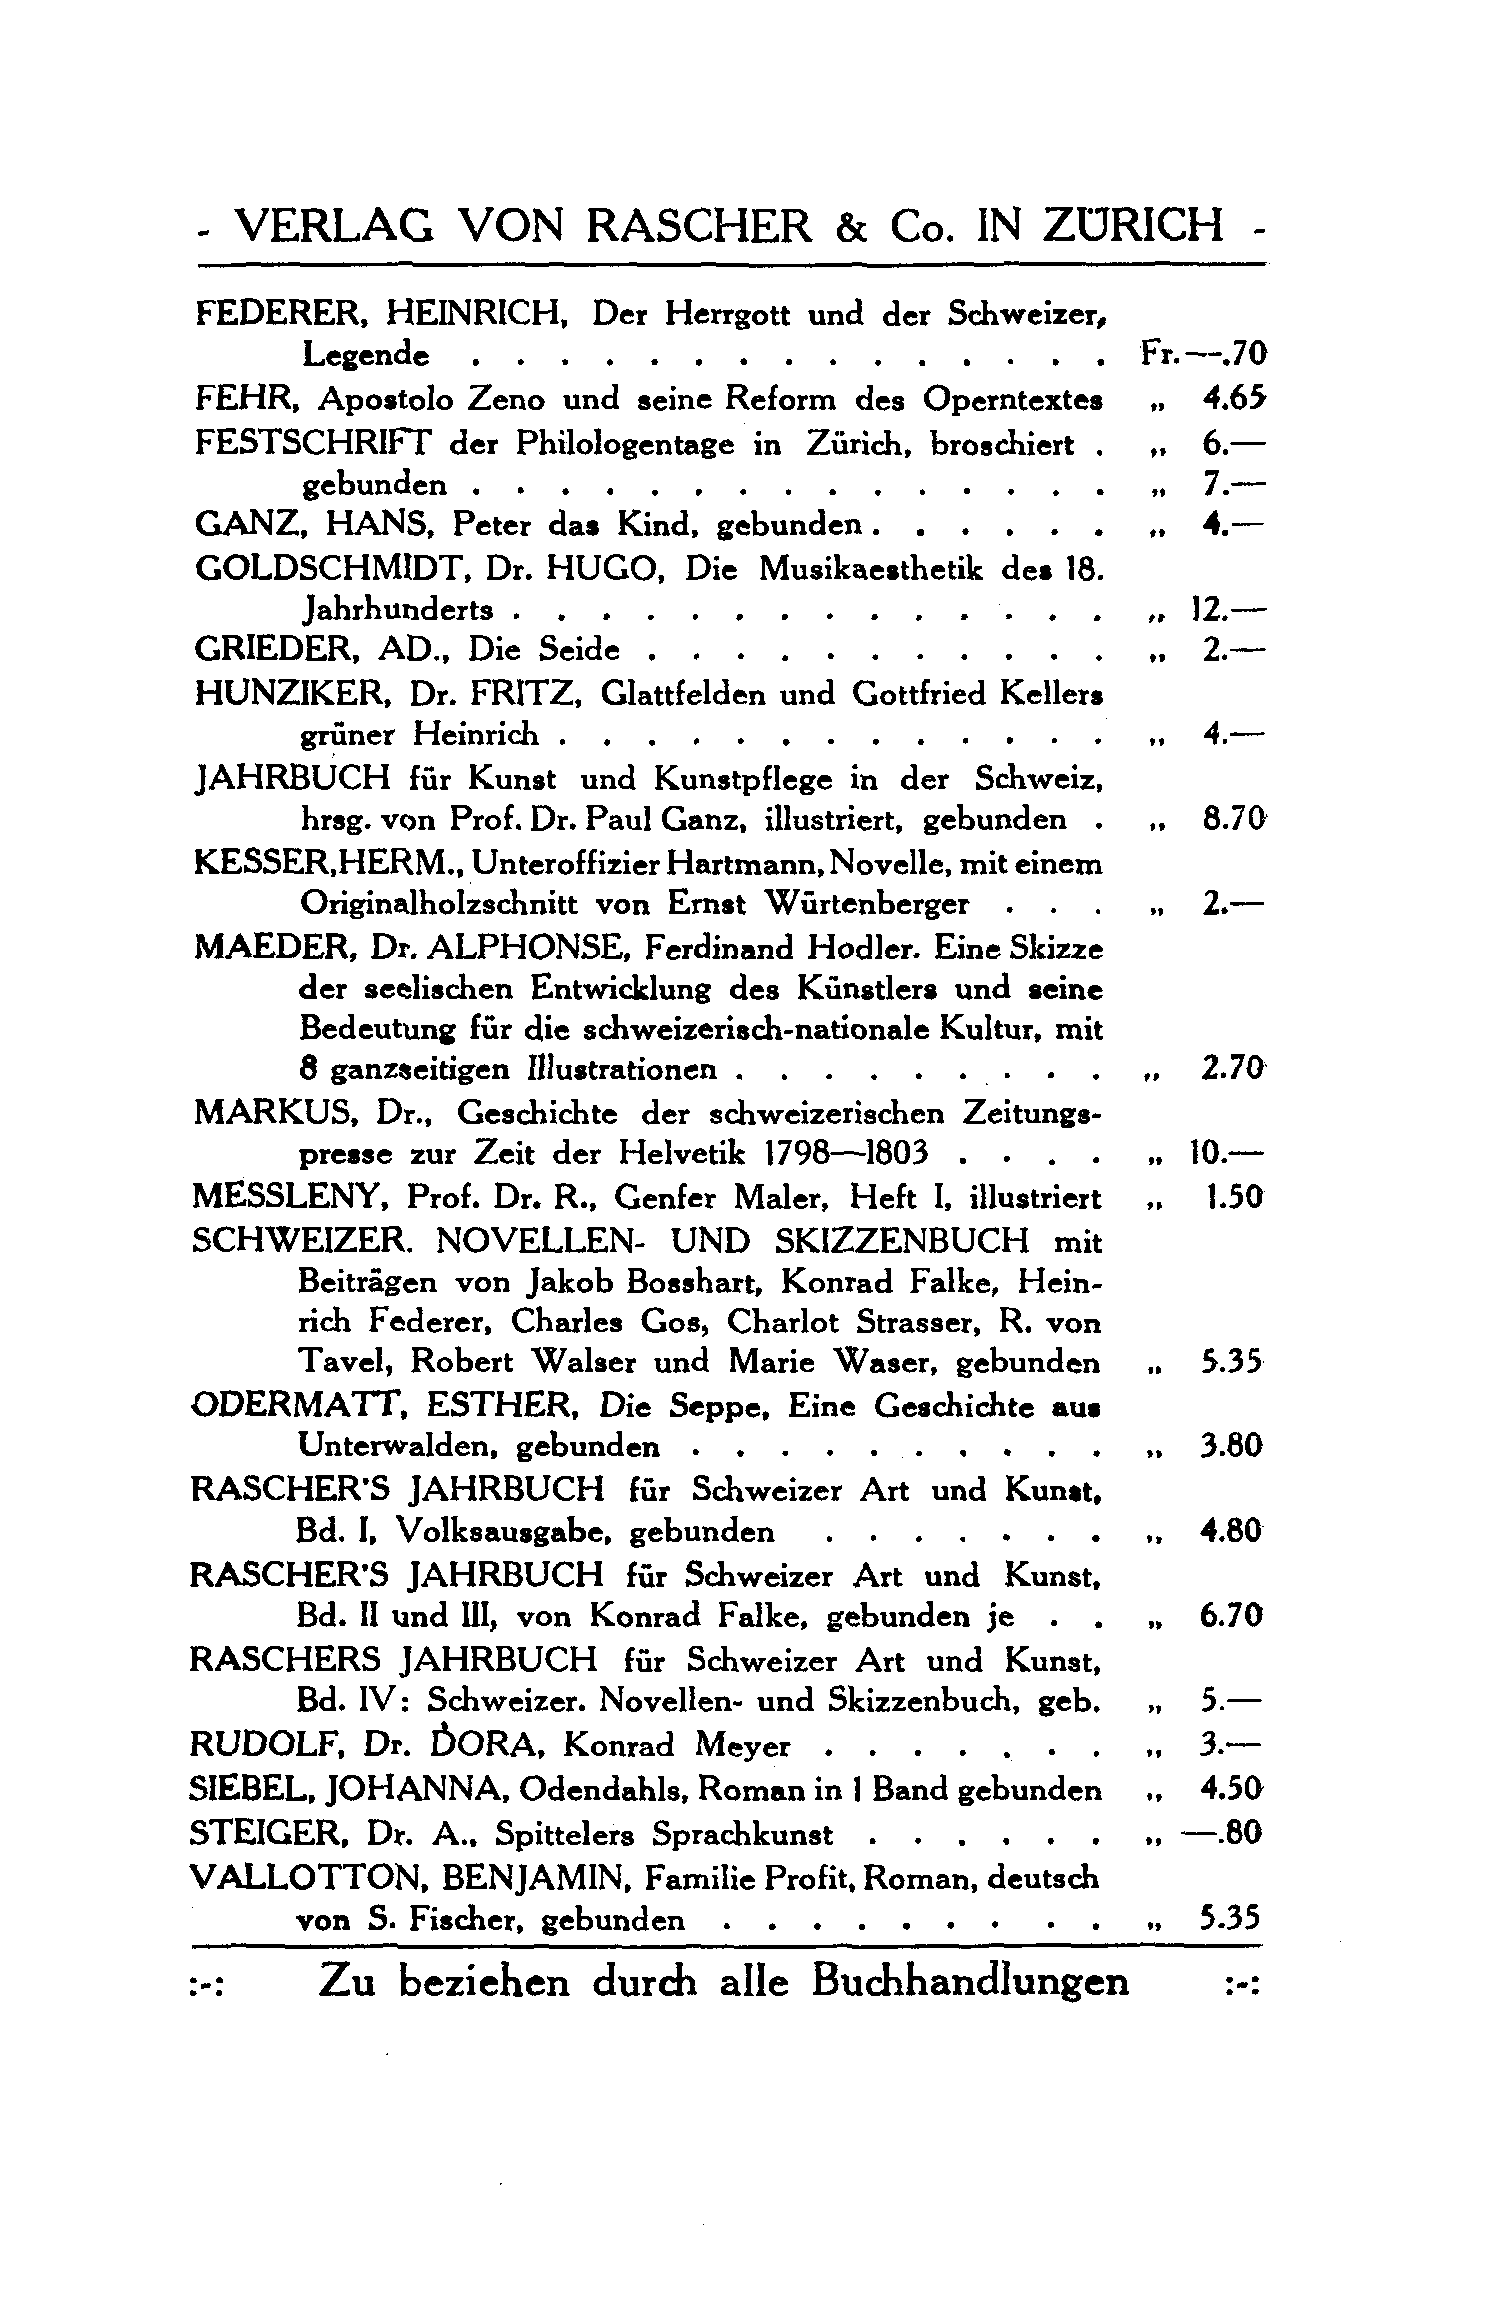 - VERLAG VON RASCHER & Co. IN ZÜRICH -
FEDERER, HEINRICH, Der Herrgott und der Schweizer,
Legende . . . . . . . . . . . . . . . Fr.—.70
FEHR, Apostolo Zeno und seine Reform des Operntextes „ 4.65
FESTSCHRIFT der Philologentage in Zürich, broschiert . „ 6.—
gebunden . . . . . . . . . . . . . . . „ 7.—
GANZ, HANS, Peter das Kind, gebunden . . . . . . „ 4.—
GOLDSCHMIDT, Dr. HUGO, Die Musikaesthetik des 18.
Jahrhunderts . . . . . . . . . . . . . . „ 12.—
GRIEDER, AD., Die Seide . . . . . . . . . . . „ 2.—
HUNZIKER, Dr. FRITZ, Glattfelden und Gottfried Kellers
grüner Heinrich . . . . . . . . . . . . . „ 4.—
JAHRBUCH für Kunst und Kunstpflege in der Schweiz,
hrsg. von Prof. Dr. Paul Ganz, illustriert, gebunden . „ 8.70
KESSER, HERM., Unteroffizier Hartmann, Novelle, mit einem
Originalholzschnitt von Ernst Würtenberger . . . „ 2.—
MAEDER, Dr. ALPHONSE, Ferdinand Hodler. Eine Skizze
der seelischen Entwicklung des Künstlers und seine
Bedeutung für die schweizerisch-nationale Kultur, mit
8 ganzseitigen Illustrationen . . . . . . . . . „ 2.70
MARKUS, Dr., Geschichte der schweizerischen Zeitungs-
presse zur Zeit der Helvetik 1798—1803 . . . . „ 10.—
MESSLENY, Prof. Dr. R., Genfer Maler, Heft I, illustriert „ 1.50
SCHWEIZER. NOVELLEN- UND SKIZZENBUCH mit
Beiträgen von Jakob Bosshart, Konrad Falke, Hein-
rich Federer, Charles Gos, Charlot Strasser, R. von
Tavel, Robert Walser und Marie Waser, gebunden „ 5.35
ODERMATT, ESTHER, Die Seppe, Eine Geschichte aus
Unterwalden, gebunden . . . . . . . . . . „ 3.80
RASCHER'S JAHRBUCH für Schweizer Art und Kunst,
Bd. I, Volksausgabe, gebunden . . . . . . . „ 4.80
RASCHER'S JAHRBUCH für Schweizer Art und Kunst,
Bd. II und III, von Konrad Falke, gebunden je . . „ 6.70
RASCHERS JAHRBUCH für Schweizer Art und Kunst,
Bd. IV: Schweizer. Novellen- und Skizzenbuch, geb. „ 5.—
RUDOLF, Dr. DORA, Konrad Meyer . . . . . . . „ 3.—
SIEBEL, JOHANNA, Odendahls, Roman in 1 Band gebunden „ 4.50
STEIGER, Dr. A., Spittelers Sprachkunst . . . . . . „ —.80
VALLOTTON, BENJAMIN, Familie Profit, Roman, deutsch
von S. Fischer, gebunden . . . . . . . . . „ 5.35
:-: Zu beziehen durch alle Buchhandlungen :-: